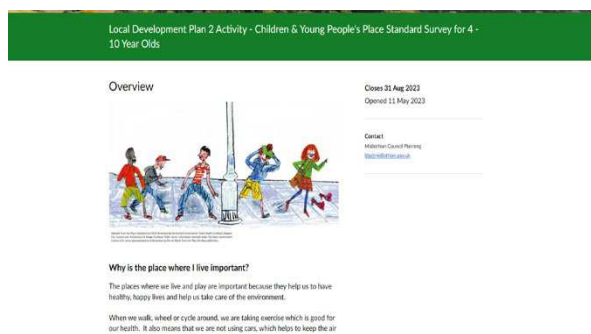 Local Development Plan 2 Activity - Children & Young People's Place Standard Survey for 4 -
10 Year Olds
Overview
Closes 31 Aug 2023
Opened 11 May 2023
Contact
Midlothian Council Planning
Why is the place where I live important?
The places where we live and play are important because they help us to have
healthy, happy lives and help us take care of the environment.
When we walk, wheel or cycle around, we are taking exercise which is good for
our health. It also means that we are not using cars, which helps to keep the air